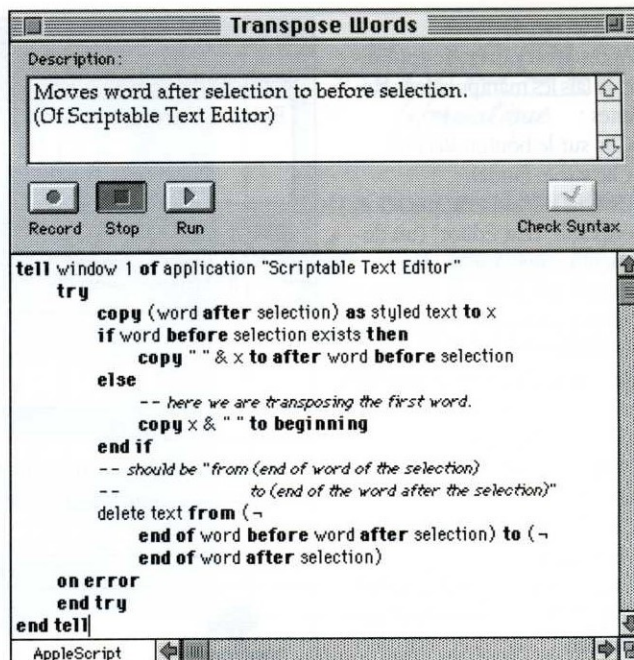 Transpose Words
Description:
Moves word after selection to before selection.
(Of Scriptable Text Editor)
Record Stop Run Check Syntax
tell window 1 of application "Scriptable Text Editor"
try
copy (word after selection) as styled text to x
if word before selection exists then
copy " " & x to after word before selection
else
-- here we are transposing the first word.
copy x & " " to beginning
end if
-- should be "from (end of word of the selection)
-- to (end of the word after the selection)"
delete text from (¬
end of word before word after selection) to (¬
end of word after selection)
on error
end try
end tell
AppleScript